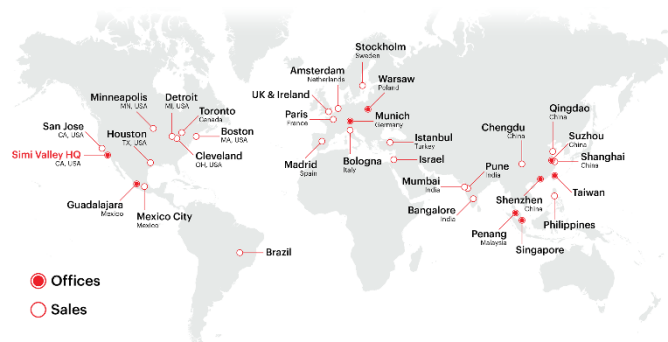 Stockholm
Sweden
Amsterdam
Netherlands
Warsaw
Poland
UK & Ireland
Paris
France
Munich
Germany
Madrid
Spain
Bologna
Italy
Istanbul
Turkey
Israel
Minneapolis
MN, USA
Detroit
MI, USA
Toronto
Canada
San Jose
CA, USA
Houston
TX, USA
Boston
MA, USA
Simi Valley HQ
CA, USA
Cleveland
OH, USA
Guadalajara
Mexico
Mexico City
Mexico
Brazil
Qingdao
China
Chengdu
China
Suzhou
China
Shanghai
China
Pune
India
Mumbai
India
Bangalore
India
Shenzhen
China
Taiwan
Philippines
Penang
Malaysia
Singapore
Offices
Sales